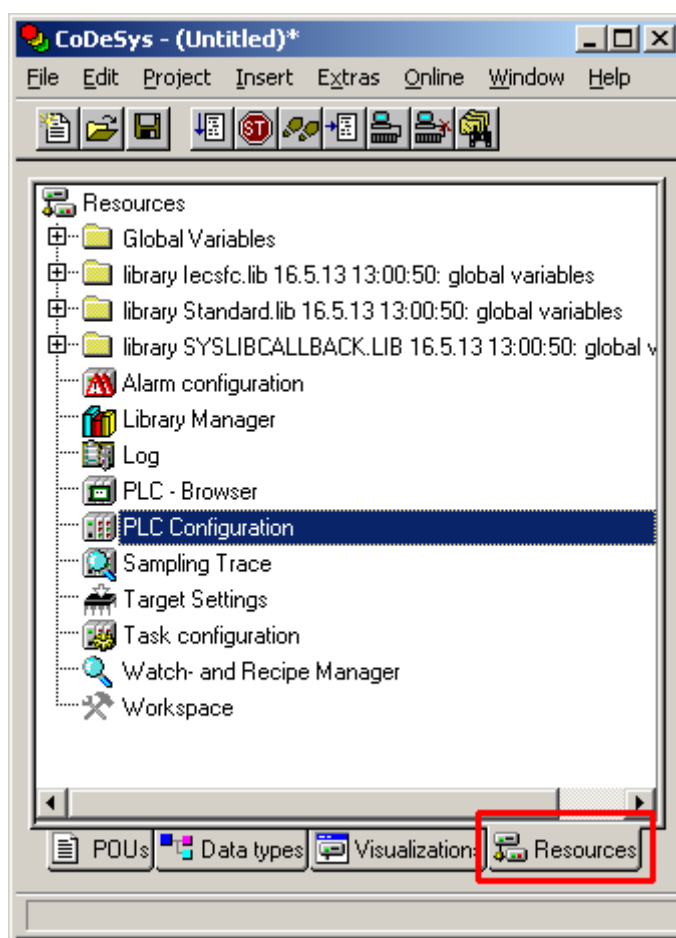 CoDeSys - (Untitled)*
File Edit Project Insert Extras Online Window Help
ST
Resources
Global Variables
library Iecsfc.lib 16.5.13 13:00:50: global variables
library Standard.lib 16.5.13 13:00:50: global variables
library SYSLIBCALLBACK.LIB 16.5.13 13:00:50: global v
Alarm configuration
Library Manager
Log
PLC - Browser
PLC Configuration
Sampling Trace
Target Settings
Task configuration
Watch- and Recipe Manager
Workspace
POUs Data types Visualizations Resources